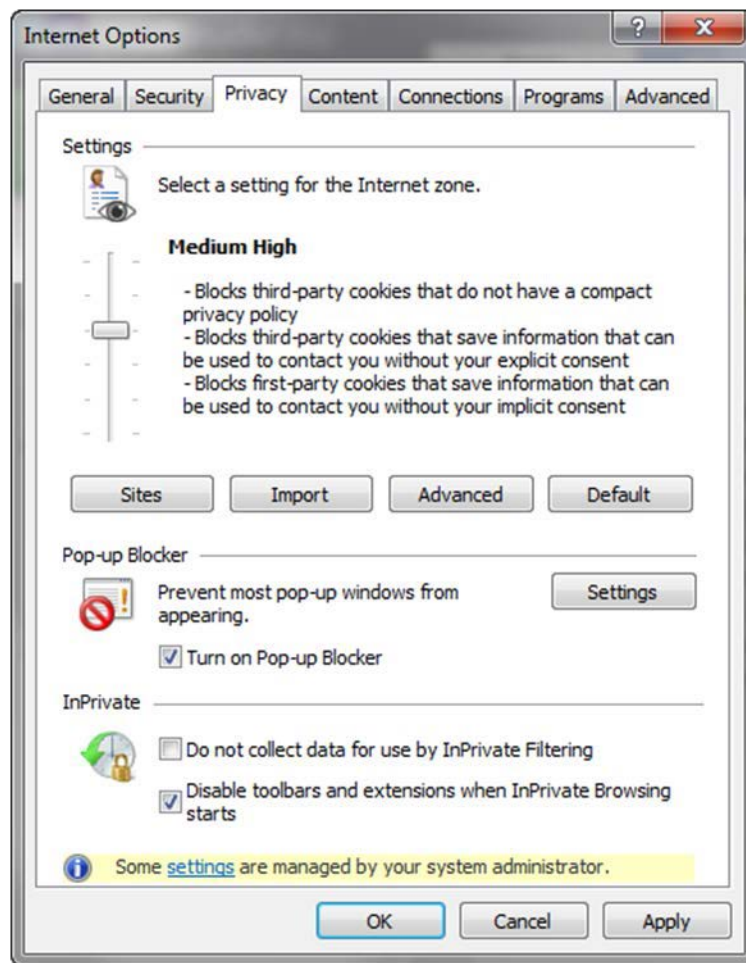 Internet Options
General Security Privacy Content Connections Programs Advanced
Settings
Select a setting for the Internet zone.
Medium High
- Blocks third-party cookies that do not have a compact
privacy policy
- Blocks third-party cookies that save information that can
be used to contact you without your explicit consent
- Blocks first-party cookies that save information that can
be used to contact you without your implicit consent
Sites Import Advanced Default
Pop-up Blocker
Prevent most pop-up windows from
appearing.
Settings
Turn on Pop-up Blocker
InPrivate
Do not collect data for use by InPrivate Filtering
Disable toolbars and extensions when InPrivate Browsing
starts
Some settings are managed by your system administrator.
OK Cancel Apply